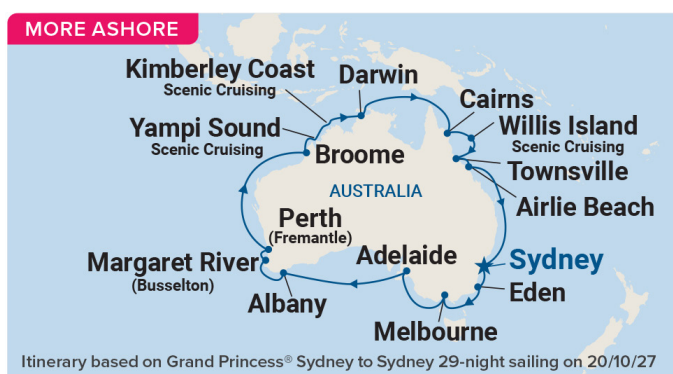 MORE ASHORE
Kimberley Coast
Scenic Cruising
Darwin
Cairns
Yampi Sound
Scenic Cruising
Willis Island
Scenic Cruising
Broome
Townsville
AUSTRALIA
Airlie Beach
Perth
(Fremantle)
Margaret River
(Busselton)
Adelaide
Sydney
Albany
Eden
Melbourne
Itinerary based on Grand Princess® Sydney to Sydney 29-night sailing on 20/10/27